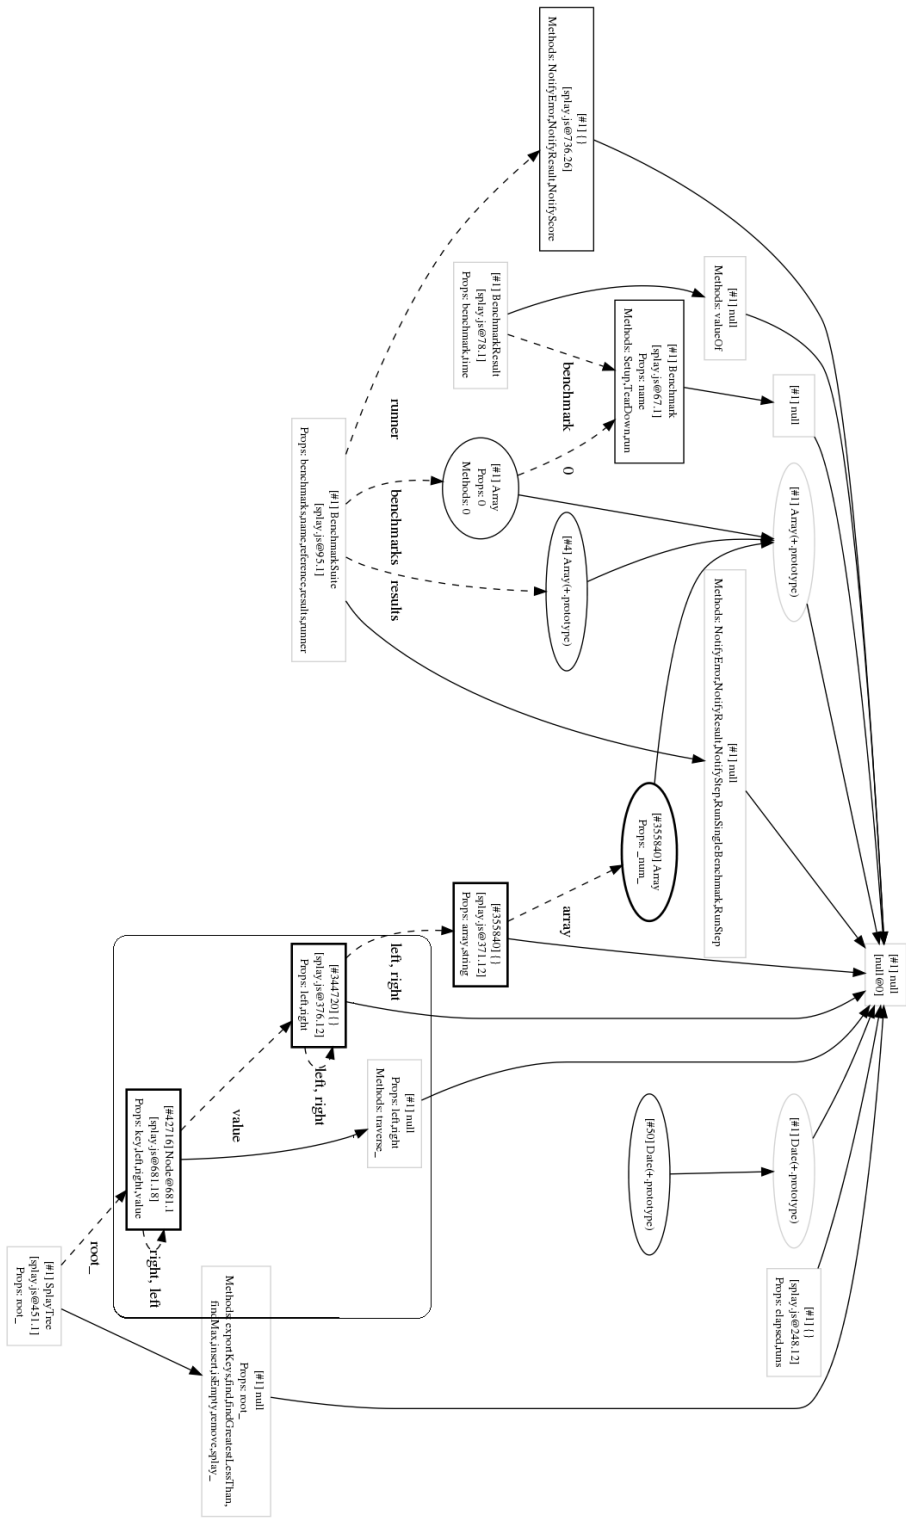 [#1] {}
[splay.js@736.26]
Methods: NotifyError,NotifyResult,NotifyScore
[#1] null
Methods: valueOf
[#1] BenchmarkResult
[splay.js@78.1]
Props: benchmark,time
[#1] Benchmark
[splay.js@67.1]
Props: name
Methods: Setup,TearDown,run
[#1] null
benchmark
0
runner
[#1] Array
Props: 0
Methods: 0
[#1] Array(+.prototype)
benchmarks
results
[#1] BenchmarkSuite
[splay.js@95.1]
Props: benchmarks,name,reference,results,runner
[#4] Array(+.prototype)
[#1] null
Methods: NotifyError,NotifyResult,NotifyStep,RunSingleBenchmark,RunStep
[#355840] Array
Props: _num_
array
[#355840] {}
[splay.js@371.12]
Props: array,string
[#1] null
[null@0]
left, right
[#344720] {}
[splay.js@376.12]
Props: left,right
left, right
[#1] null
Props: left,right
Methods: traverse_
value
[#42716] Node@681.1
[splay.js@681.18]
Props: key,left,right,value
right, left
[#50] Date(+.prototype)
[#1] Date(+.prototype)
root_
[#1] SplayTree
[splay.js@451.1]
Props: root_
[#1] null
Props: root_
Methods: exportKeys,find,findGreatestLessThan,
findMax,insert,isEmpty,remove,splay_
[#1] {}
[splay.js@248.12]
Props: elapsed,runs